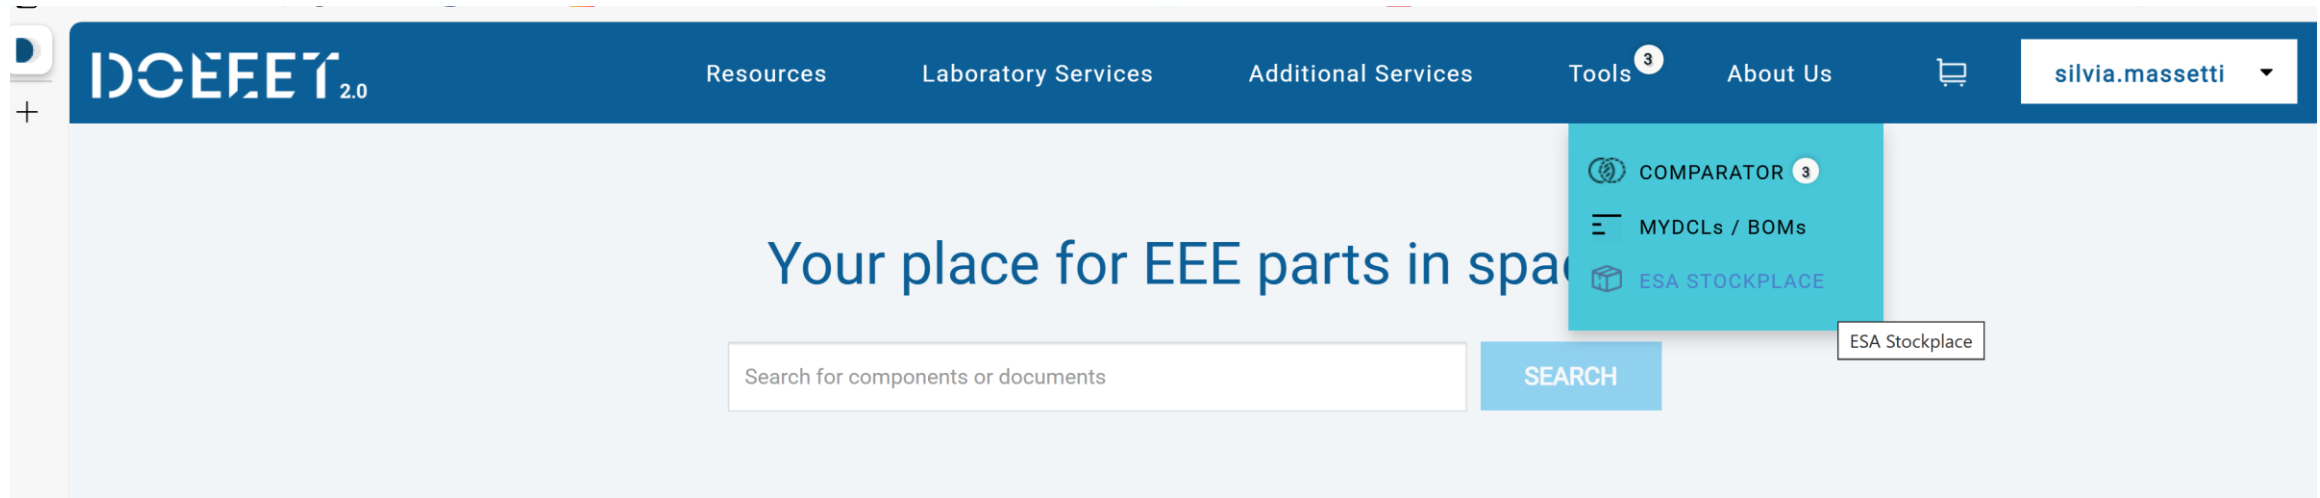 DOEEET 2.0
Resources Laboratory Services Additional Services Tools 3 About Us silvia.massetti
COMPARATOR 3
MYDCLs / BOMs
ESA STOCKPLACE
Your place for EEE parts in spa
ESA Stockplace
Search for components or documents SEARCH